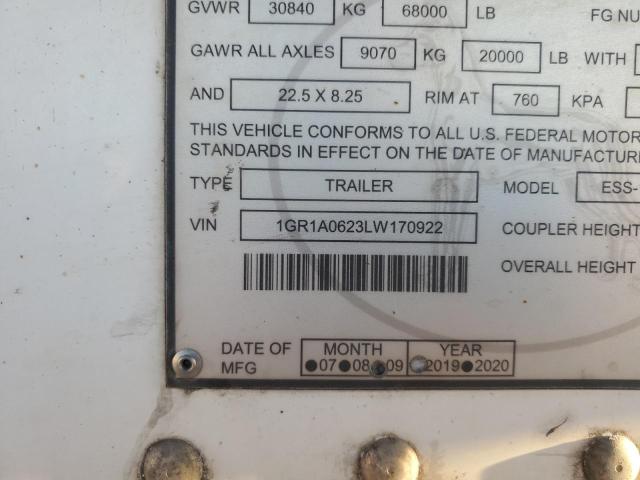 GVWR 30840 KG 68000 LB FG NU
GAWR ALL AXLES 9070 KG 20000 LB WITH
AND 22.5 X 8.25 RIM AT 760 KPA
THIS VEHICLE CONFORMS TO ALL U.S. FEDERAL MOTOR
STANDARDS IN EFFECT ON THE DATE OF MANUFACTURE
TYPE TRAILER MODEL ESS-
VIN 1GR1A0623LW170922 COUPLER HEIGHT
OVERALL HEIGHT
DATE OF MFG MONTH YEAR
07 08 09 2019 2020